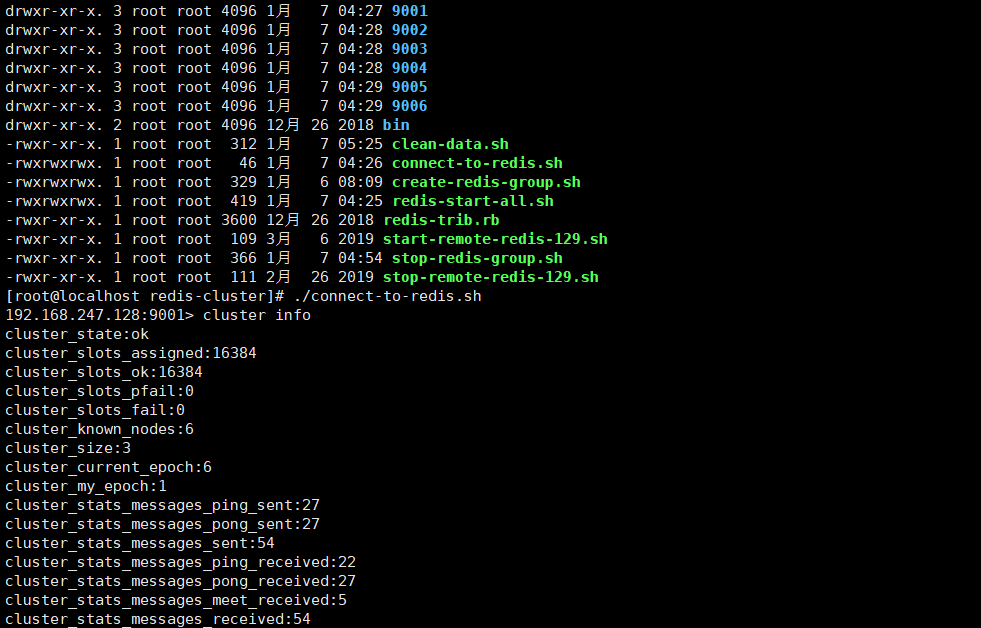 drwxr-xr-x. 3 root root 4096 1月   7 04:27 9001
drwxr-xr-x. 3 root root 4096 1月   7 04:28 9002
drwxr-xr-x. 3 root root 4096 1月   7 04:28 9003
drwxr-xr-x. 3 root root 4096 1月   7 04:28 9004
drwxr-xr-x. 3 root root 4096 1月   7 04:29 9005
drwxr-xr-x. 3 root root 4096 1月   7 04:29 9006
drwxr-xr-x. 2 root root 4096 12月 26 2018 bin
-rwxr-xr-x. 1 root root  312 1月   7 05:25 clean-data.sh
-rwxrwxrwx. 1 root root   46 1月   7 04:26 connect-to-redis.sh
-rwxrwxrwx. 1 root root  329 1月   6 08:09 create-redis-group.sh
-rwxrwxrwx. 1 root root  419 1月   7 04:25 redis-start-all.sh
-rwxr-xr-x. 1 root root 3600 12月 26 2018 redis-trib.rb
-rwxr-xr-x. 1 root root  109 3月   6 2019 start-remote-redis-129.sh
-rwxr-xr-x. 1 root root  366 1月   7 04:54 stop-redis-group.sh
-rwxr-xr-x. 1 root root  111 2月  26 2019 stop-remote-redis-129.sh
[root@localhost redis-cluster]# ./connect-to-redis.sh
192.168.247.128:9001> cluster info
cluster_state:ok
cluster_slots_assigned:16384
cluster_slots_ok:16384
cluster_slots_pfail:0
cluster_slots_fail:0
cluster_known_nodes:6
cluster_size:3
cluster_current_epoch:6
cluster_my_epoch:1
cluster_stats_messages_ping_sent:27
cluster_stats_messages_pong_sent:27
cluster_stats_messages_sent:54
cluster_stats_messages_ping_received:22
cluster_stats_messages_pong_received:27
cluster_stats_messages_meet_received:5
cluster_stats_messages_received:54